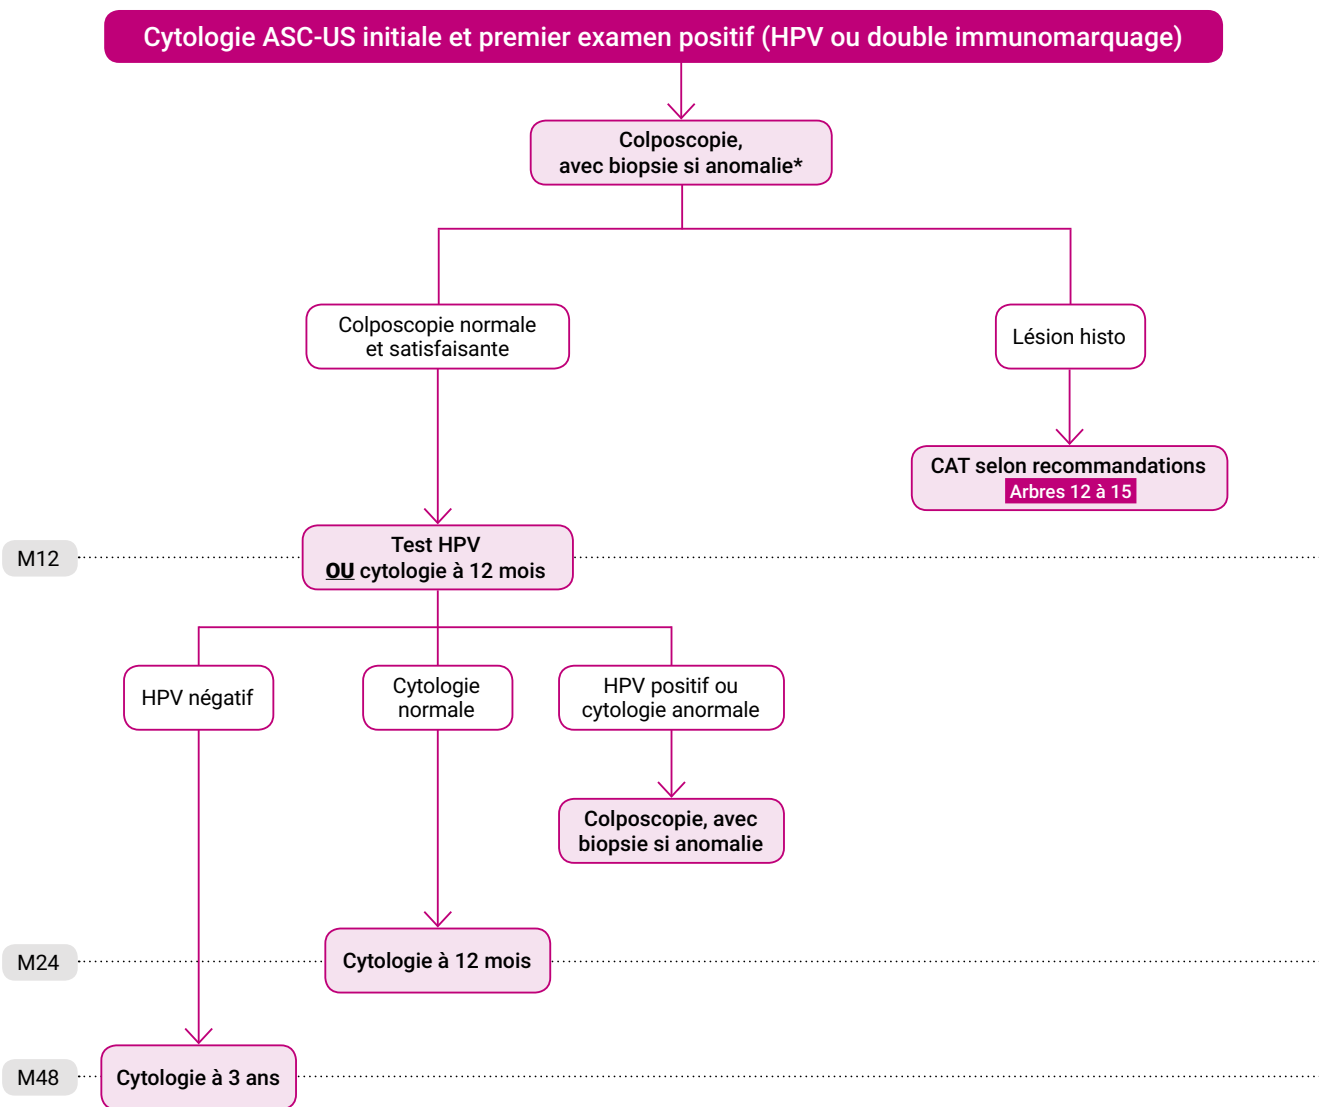 Cytologie ASC-US initiale et premier examen positif (HPV ou double immunomarquage)
Colposcopie,
avec biopsie si anomalie*
Colposcopie normale
et satisfaisante
Lésion histo
CAT selon recommandations
Arbres 12 à 15
M12
Test HPV
OU cytologie à 12 mois
HPV négatif
Cytologie
normale
HPV positif ou
cytologie anormale
Colposcopie, avec
biopsie si anomalie
M24
Cytologie à 12 mois
M48
Cytologie à 3 ans